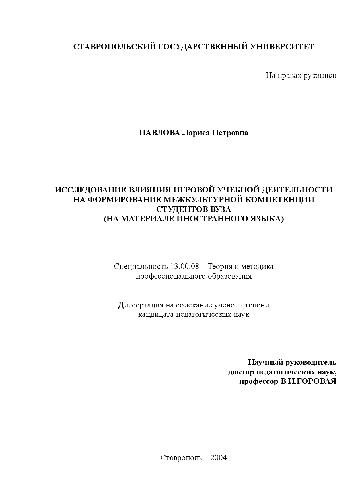 СТАВРОПОЛЬСКИЙ ГОСУДАРСТВЕННЫЙ УНИВЕРСИТЕТ
На правах рукописи
ПАВЛОВА Лариса Петровна
ИССЛЕДОВАНИЕ ВЛИЯНИЯ ИГРОВОЙ УЧЕБНОЙ ДЕЯТЕЛЬНОСТИ
НА ФОРМИРОВАНИЕ МЕЖКУЛЬТУРНОЙ КОМПЕТЕНЦИИ
СТУДЕНТОВ ВУЗА
(НА МАТЕРИАЛЕ ИНОСТРАННОГО ЯЗЫКА)
Специальность 13.00.08 – Теория и методика
профессионального образования
Диссертация на соискание ученой степени
кандидата педагогических наук
Научный руководитель
доктор педагогических наук,
профессор В.П.ГОРОВАЯ
Ставрополь – 2004